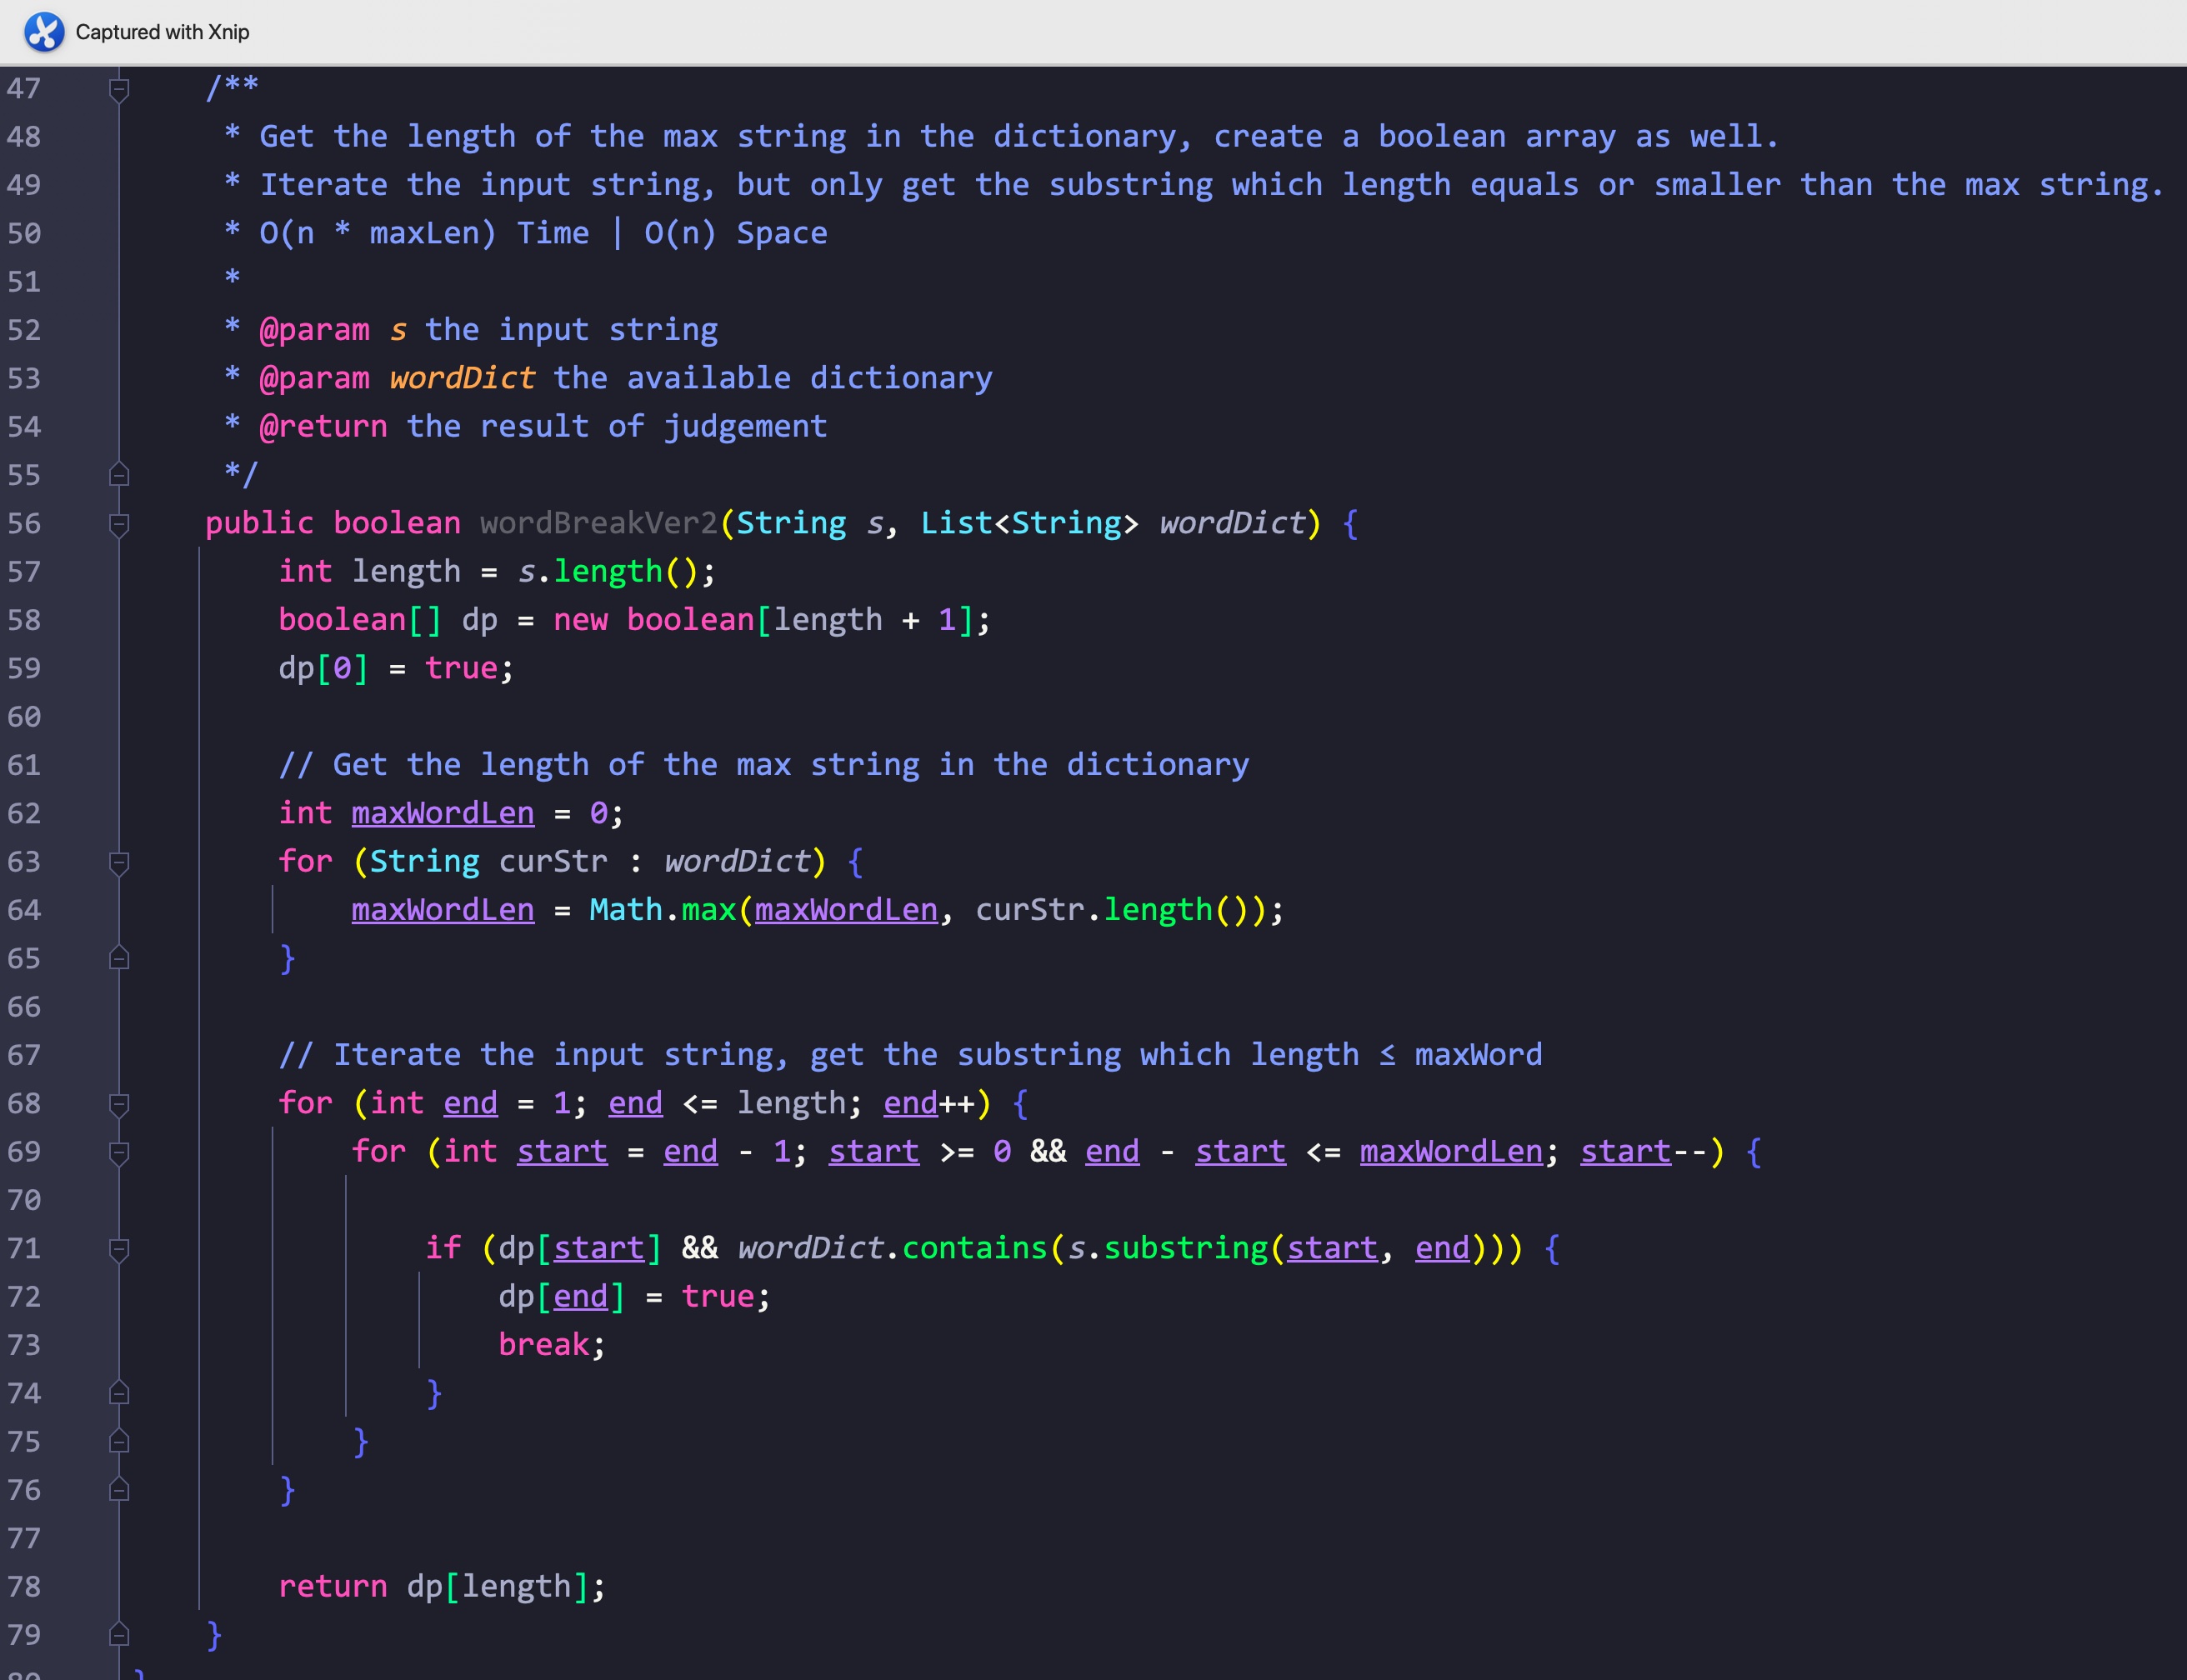 Captured with Xnip
47 /**
48 * Get the length of the max string in the dictionary, create a boolean array as well.
49 * Iterate the input string, but only get the substring which length equals or smaller than the max string.
50 * O(n * maxLen) Time | O(n) Space
51 *
52 * @param s the input string
53 * @param wordDict the available dictionary
54 * @return the result of judgement
55 */
56 public boolean wordBreakVer2(String s, List<String> wordDict) {
57 int length = s.length();
58 boolean[] dp = new boolean[length + 1];
59 dp[0] = true;
60
61 // Get the length of the max string in the dictionary
62 int maxWordLen = 0;
63 for (String curStr : wordDict) {
64 maxWordLen = Math.max(maxWordLen, curStr.length());
65 }
66
67 // Iterate the input string, get the substring which length ≤ maxWord
68 for (int end = 1; end <= length; end++) {
69 for (int start = end - 1; start >= 0 && end - start <= maxWordLen; start--) {
70
71 if (dp[start] && wordDict.contains(s.substring(start, end))) {
72 dp[end] = true;
73 break;
74 }
75 }
76 }
77
78 return dp[length];
79 }